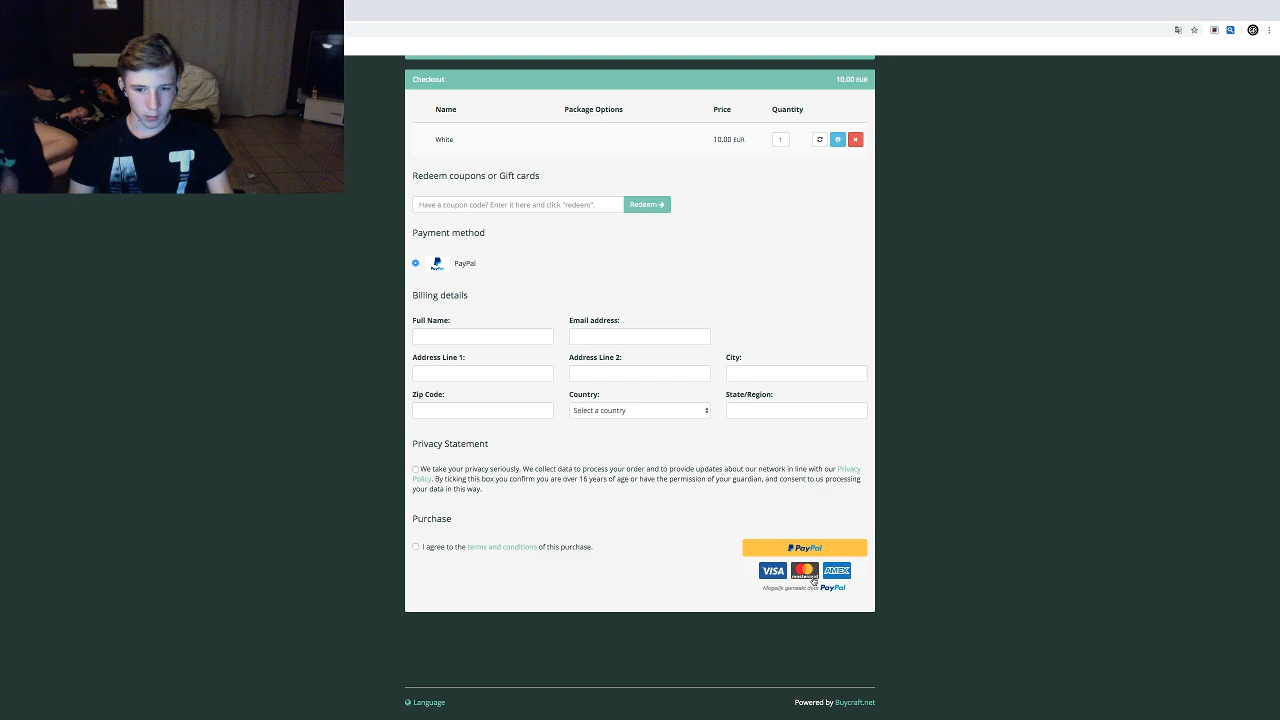 Checkout 10.00 EUR
Name Package Options Price Quantity
White 10.00 EUR 1
Redeem coupons or Gift cards
Have a coupon code? Enter it here and click "redeem". Redeem
Payment method
PayPal PayPal
Billing details
Full Name: Email address:
Address Line 1: Address Line 2: City:
Zip Code: Country: State/Region:
Select a country
Privacy Statement
We take your privacy seriously. We collect data to process your order and to provide updates about our network in line with our Privacy
Policy. By ticking this box you confirm you are over 16 years of age or have the permission of your guardian, and consent to us processing
your data in this way.
Purchase
I agree to the terms and conditions of this purchase. PayPal
VISA mastercard AMEX
Mogelijk gemaakt door PayPal
Language Powered by Buycraft.net
A T